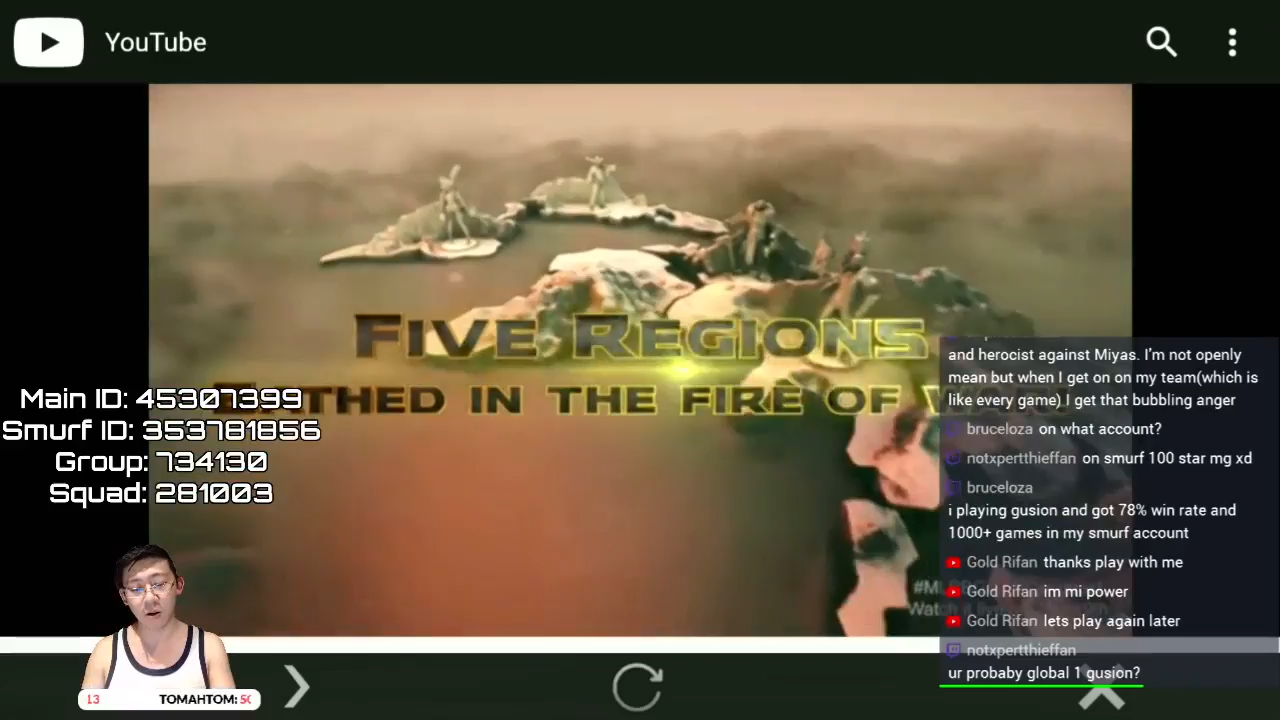 YouTube
FIVE REGIONS
BATHED IN THE FIRE OF
Main ID: 45307399
Smurf ID: 353781856
Group: 734130
Squad: 281003
and herocist against Miyas. I'm not openly
mean but when I get on on my team(which is
like every game) I get that bubbling anger
bruceloza on what account?
notxpertthieffan on smurf 100 star mg xd
bruceloza
i playing gusion and got 78% win rate and
1000+ games in my smurf account
Gold Rifan thanks play with me
Gold Rifan im mi power
Gold Rifan lets play again later
notxpertthieffan
ur probaby global 1 gusion?
13 TOMAHTOM: